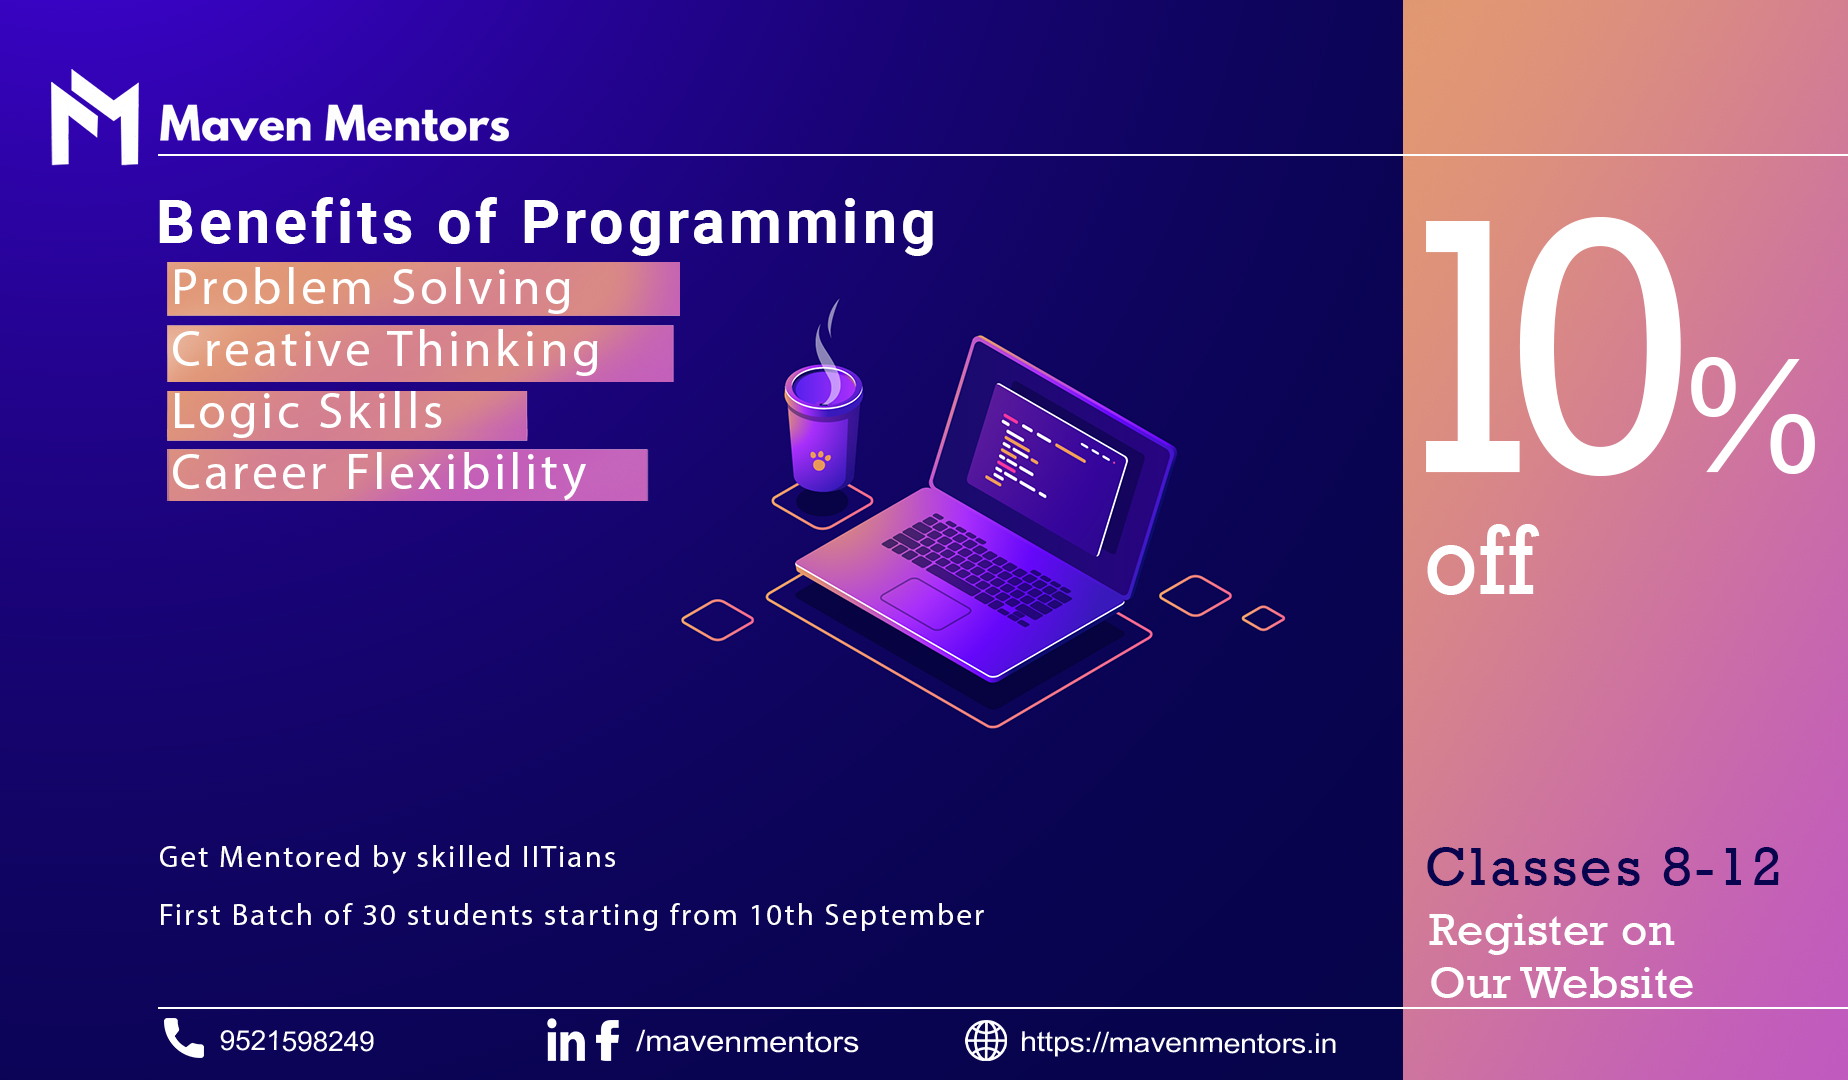 Maven Mentors
Benefits of Programming
Problem Solving
Creative Thinking
Logic Skills
Career Flexibility
10%
off
Get Mentored by skilled IITians
First Batch of 30 students starting from 10th September
Classes 8-12
Register on
Our Website
9521598249
/mavenmentors
https://mavenmentors.in